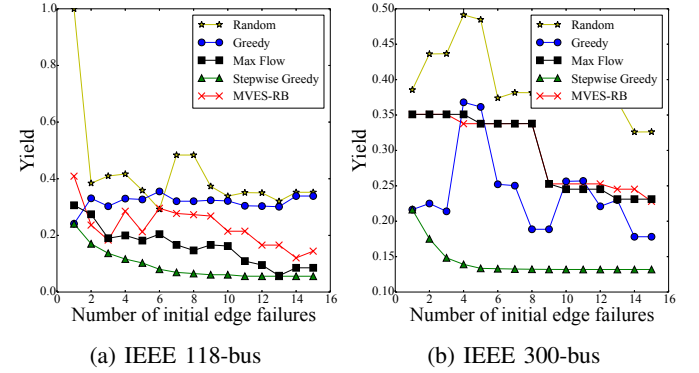 1.0
0.8
0.6
0.4
0.2
0.0
Yield
Random
Greedy
Max Flow
Stepwise Greedy
MVES-RB
0 2 4 6 8 10 12 14 16
Number of initial edge failures
(a) IEEE 118-bus
0.50
0.45
0.40
0.35
0.30
0.25
0.20
0.15
0.10
Yield
Random
Greedy
Max Flow
Stepwise Greedy
MVES-RB
0 2 4 6 8 10 12 14 16
Number of initial edge failures
(b) IEEE 300-bus